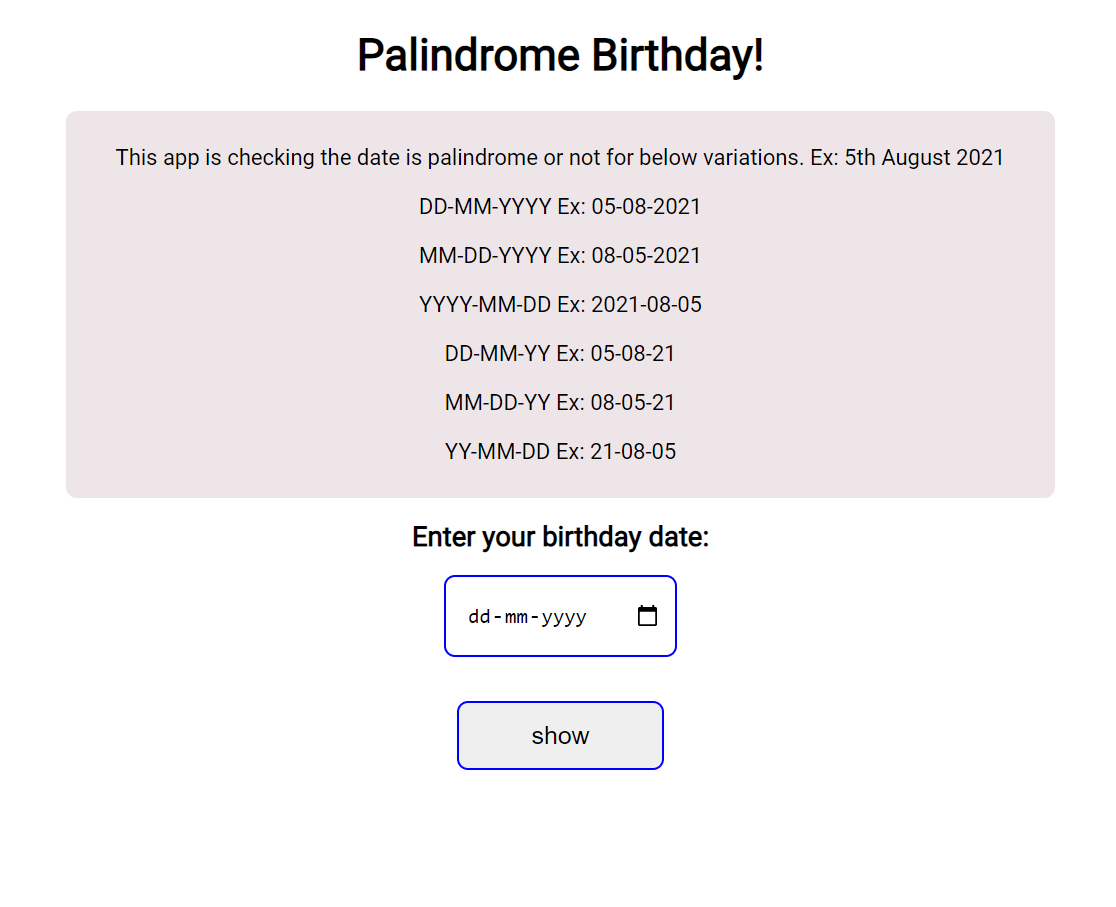 Palindrome Birthday!
This app is checking the date is palindrome or not for below variations. Ex: 5th August 2021
DD-MM-YYYY Ex: 05-08-2021
MM-DD-YYYY Ex: 08-05-2021
YYYY-MM-DD Ex: 2021-08-05
DD-MM-YY Ex: 05-08-21
MM-DD-YY Ex: 08-05-21
YY-MM-DD Ex: 21-08-05
Enter your birthday date:
dd-mm-yyyy
show